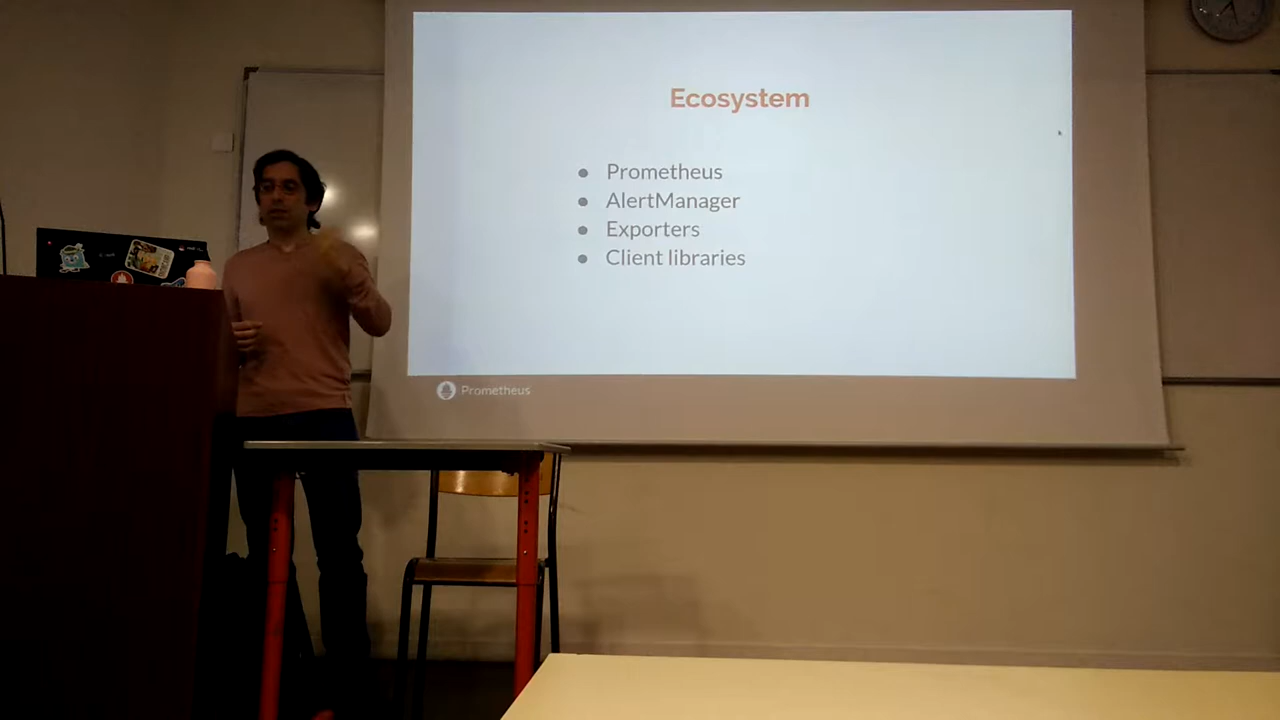 Ecosystem
● Prometheus
● AlertManager
● Exporters
● Client libraries
Prometheus